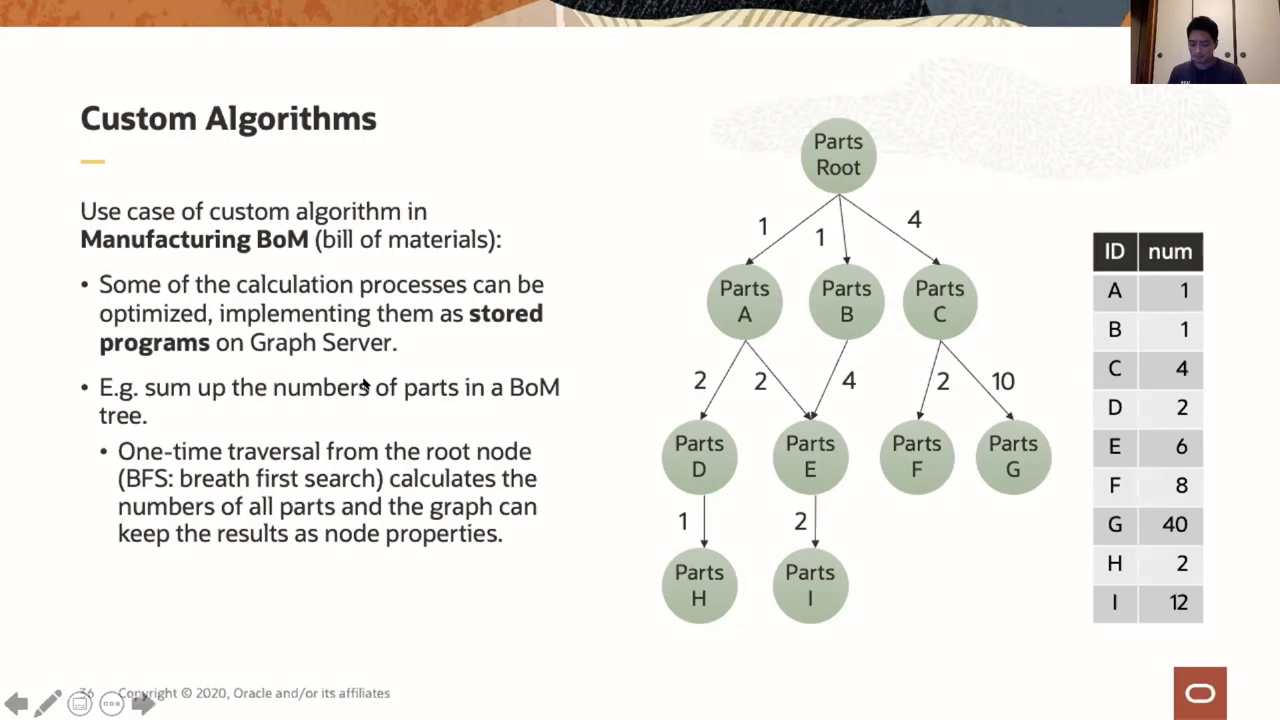 Custom Algorithms
Use case of custom algorithm in
Manufacturing BoM (bill of materials):
• Some of the calculation processes can be
optimized, implementing them as stored
programs on Graph Server.
• E.g. sum up the numbers of parts in a BoM
tree.
• One-time traversal from the root node
(BFS: breath first search) calculates the
numbers of all parts and the graph can
keep the results as node properties.
Parts
Root
1
1
4
Parts
A
Parts
B
Parts
C
2
2
4
2
10
Parts
D
Parts
E
Parts
F
Parts
G
1
2
Parts
H
Parts
I
ID num
A 1
B 1
C 4
D 2
E 6
F 8
G 40
H 2
I 12
36 Copyright © 2020, Oracle and/or its affiliates